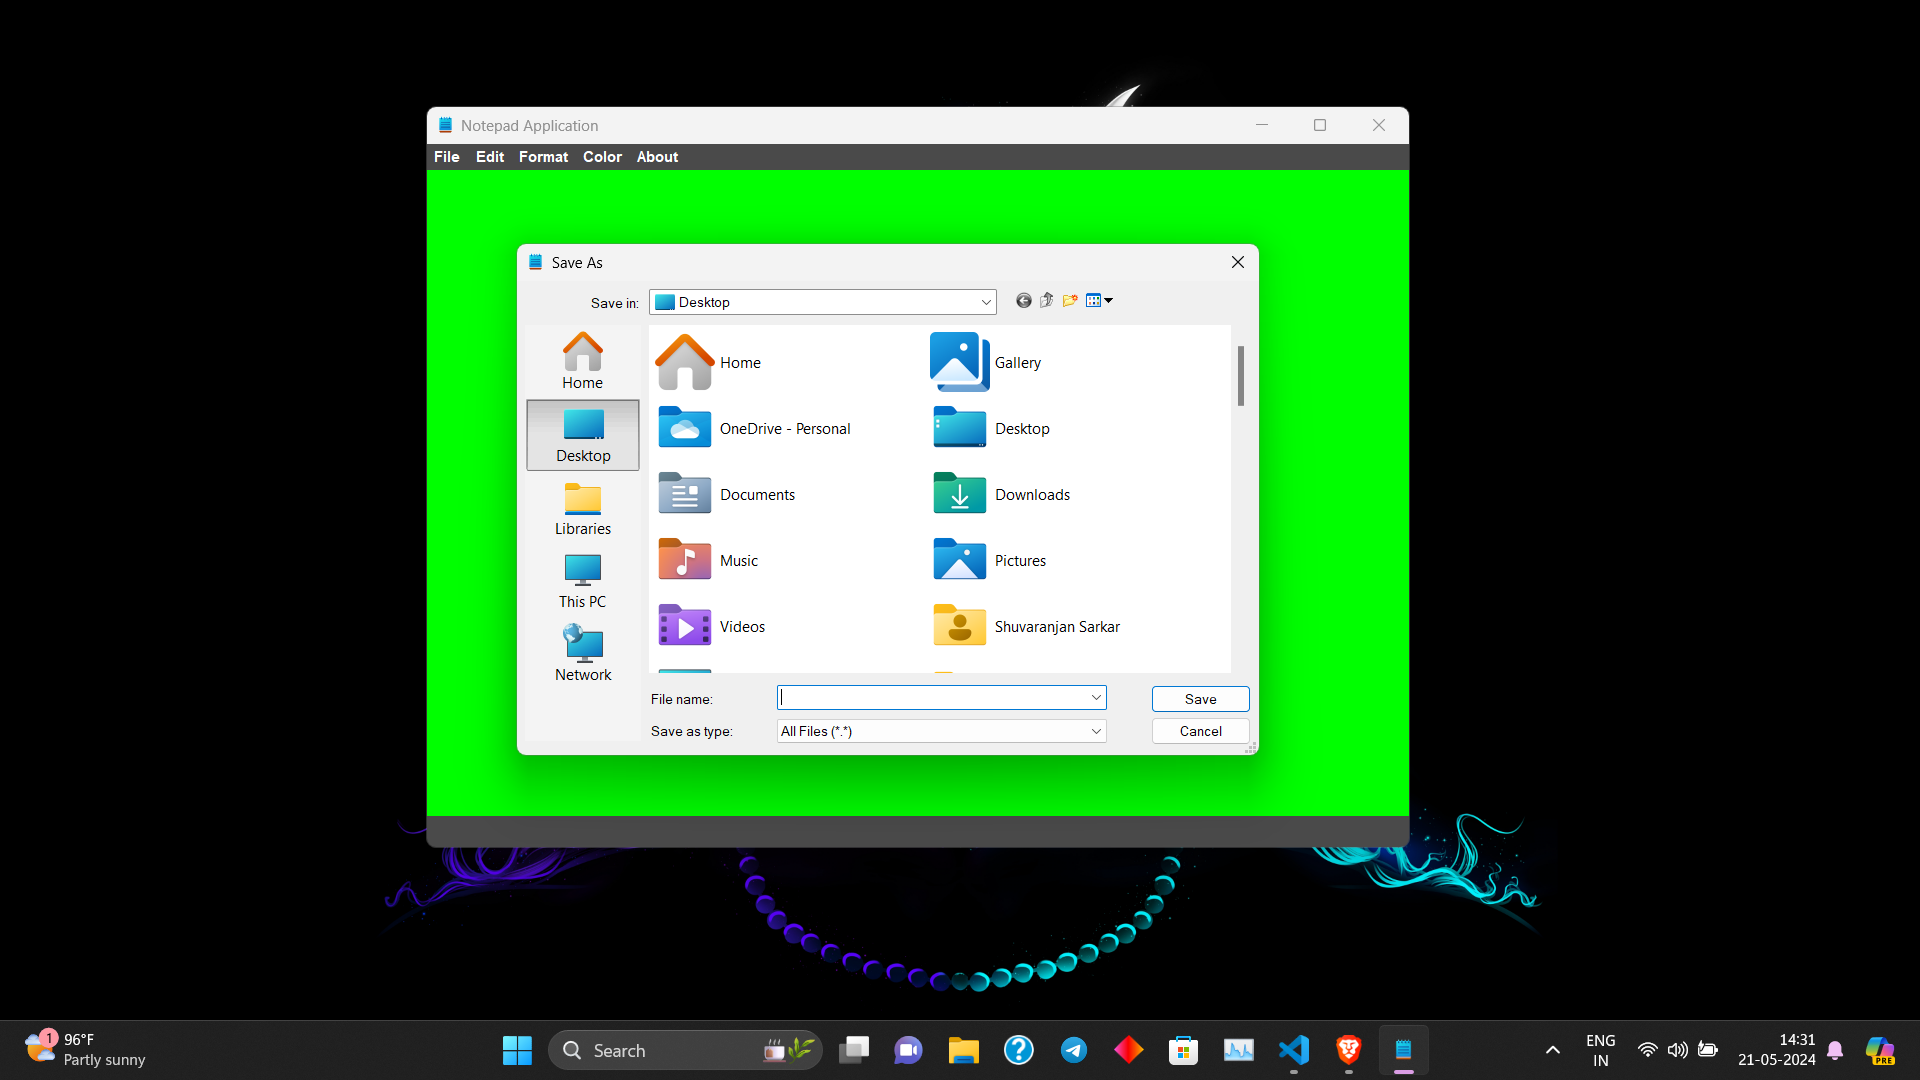 Notepad Application
File Edit Format Color About
Save As
Save in: Desktop
Home
Desktop
Libraries
This PC
Network
Home Gallery
OneDrive - Personal Desktop
Documents Downloads
Music Pictures
Videos Shuvaranjan Sarkar
File name: Save
Save as type: All Files (*.*) Cancel
1 96°F
Partly sunny
Search
PRE
ENG
IN
14:31
21-05-2024